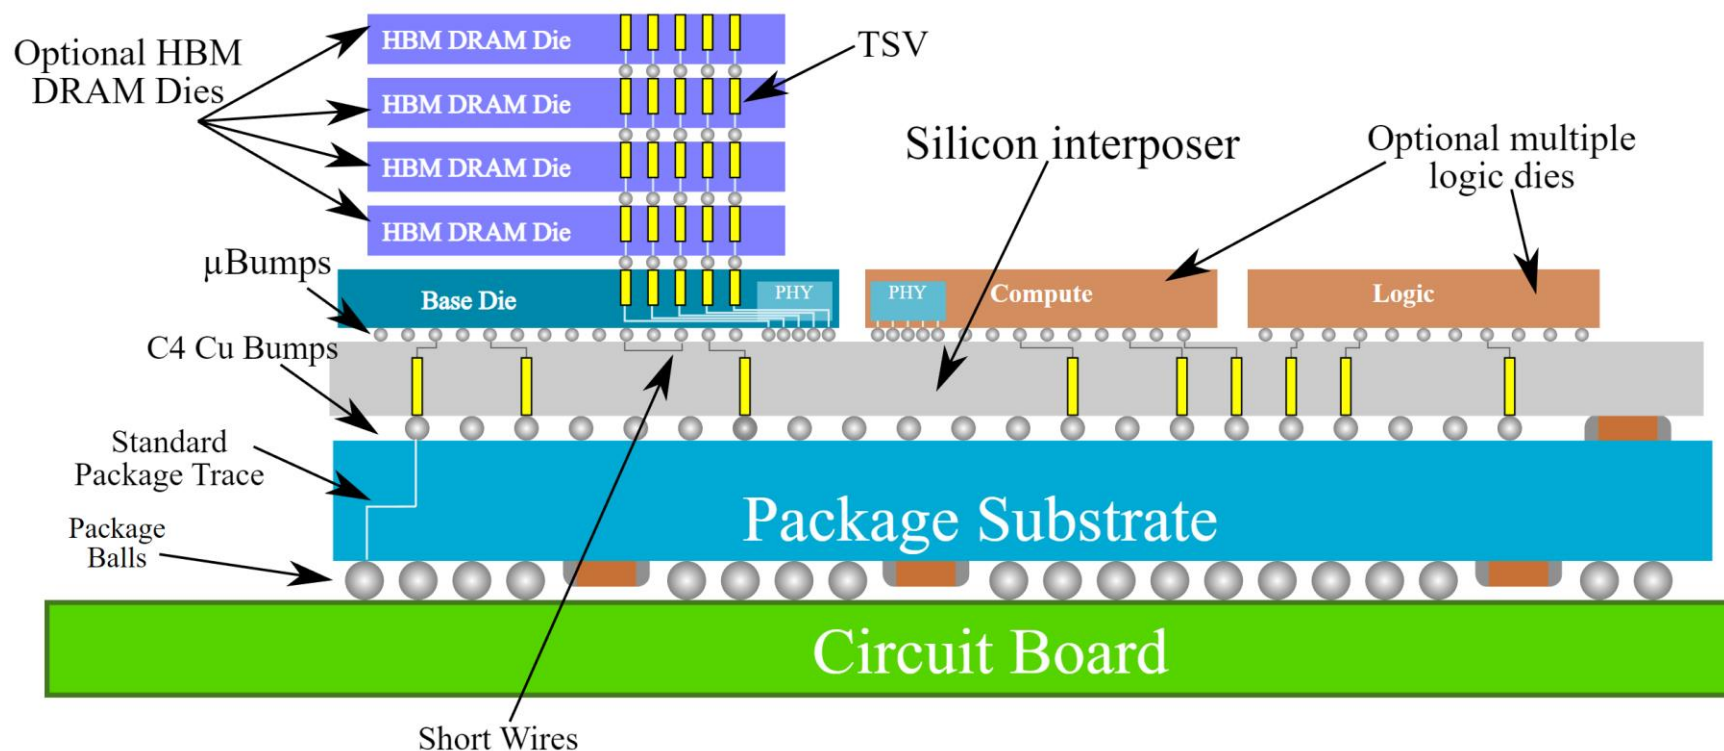 Optional HBM
DRAM Dies
HBM DRAM Die
HBM DRAM Die
HBM DRAM Die
HBM DRAM Die
TSV
Silicon interposer
Optional multiple
logic dies
µBumps
Base Die
PHY
PHY
Compute
Logic
C4 Cu Bumps
Standard
Package Trace
Package Substrate
Package
Balls
Circuit Board
Short Wires